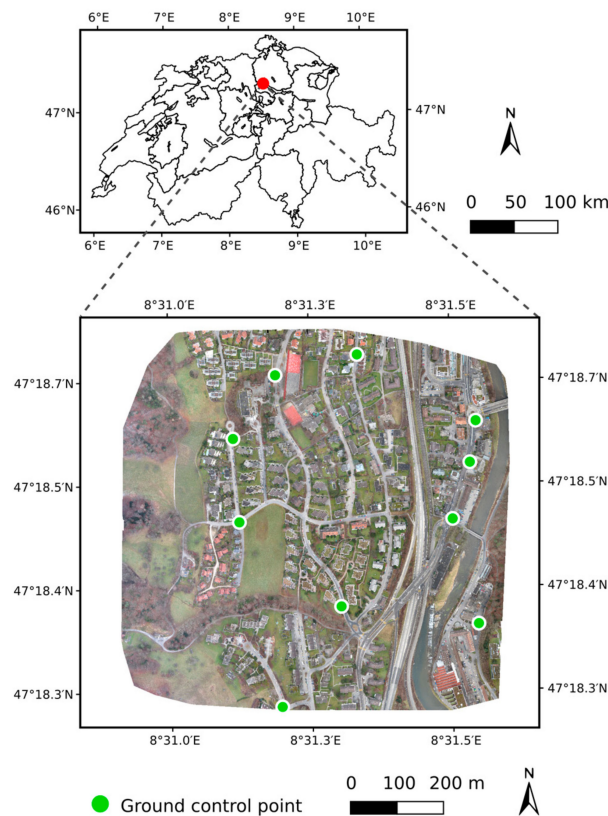 6°E 7°E 8°E 9°E 10°E
47°N 47°N
N
0 50 100 km
46°N 46°N
6°E 7°E 8°E 9°E 10°E
8°31.0'E 8°31.3'E 8°31.5'E
47°18.7'N 47°18.7'N
47°18.5'N 47°18.5'N
47°18.4'N 47°18.4'N
47°18.3'N 47°18.3'N
8°31.0'E 8°31.3'E 8°31.5'E
N
0 100 200 m
Ground control point